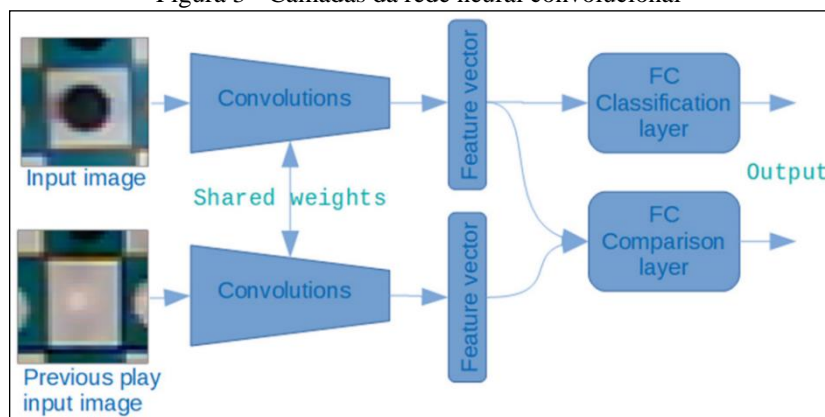 Figura - Camadas da rede neural convolucional
Input image
Convolutions
Feature vector
FC
Classification
layer
Shared weights
Output
Previous play
input image
Convolutions
Feature vector
FC
Comparison
layer